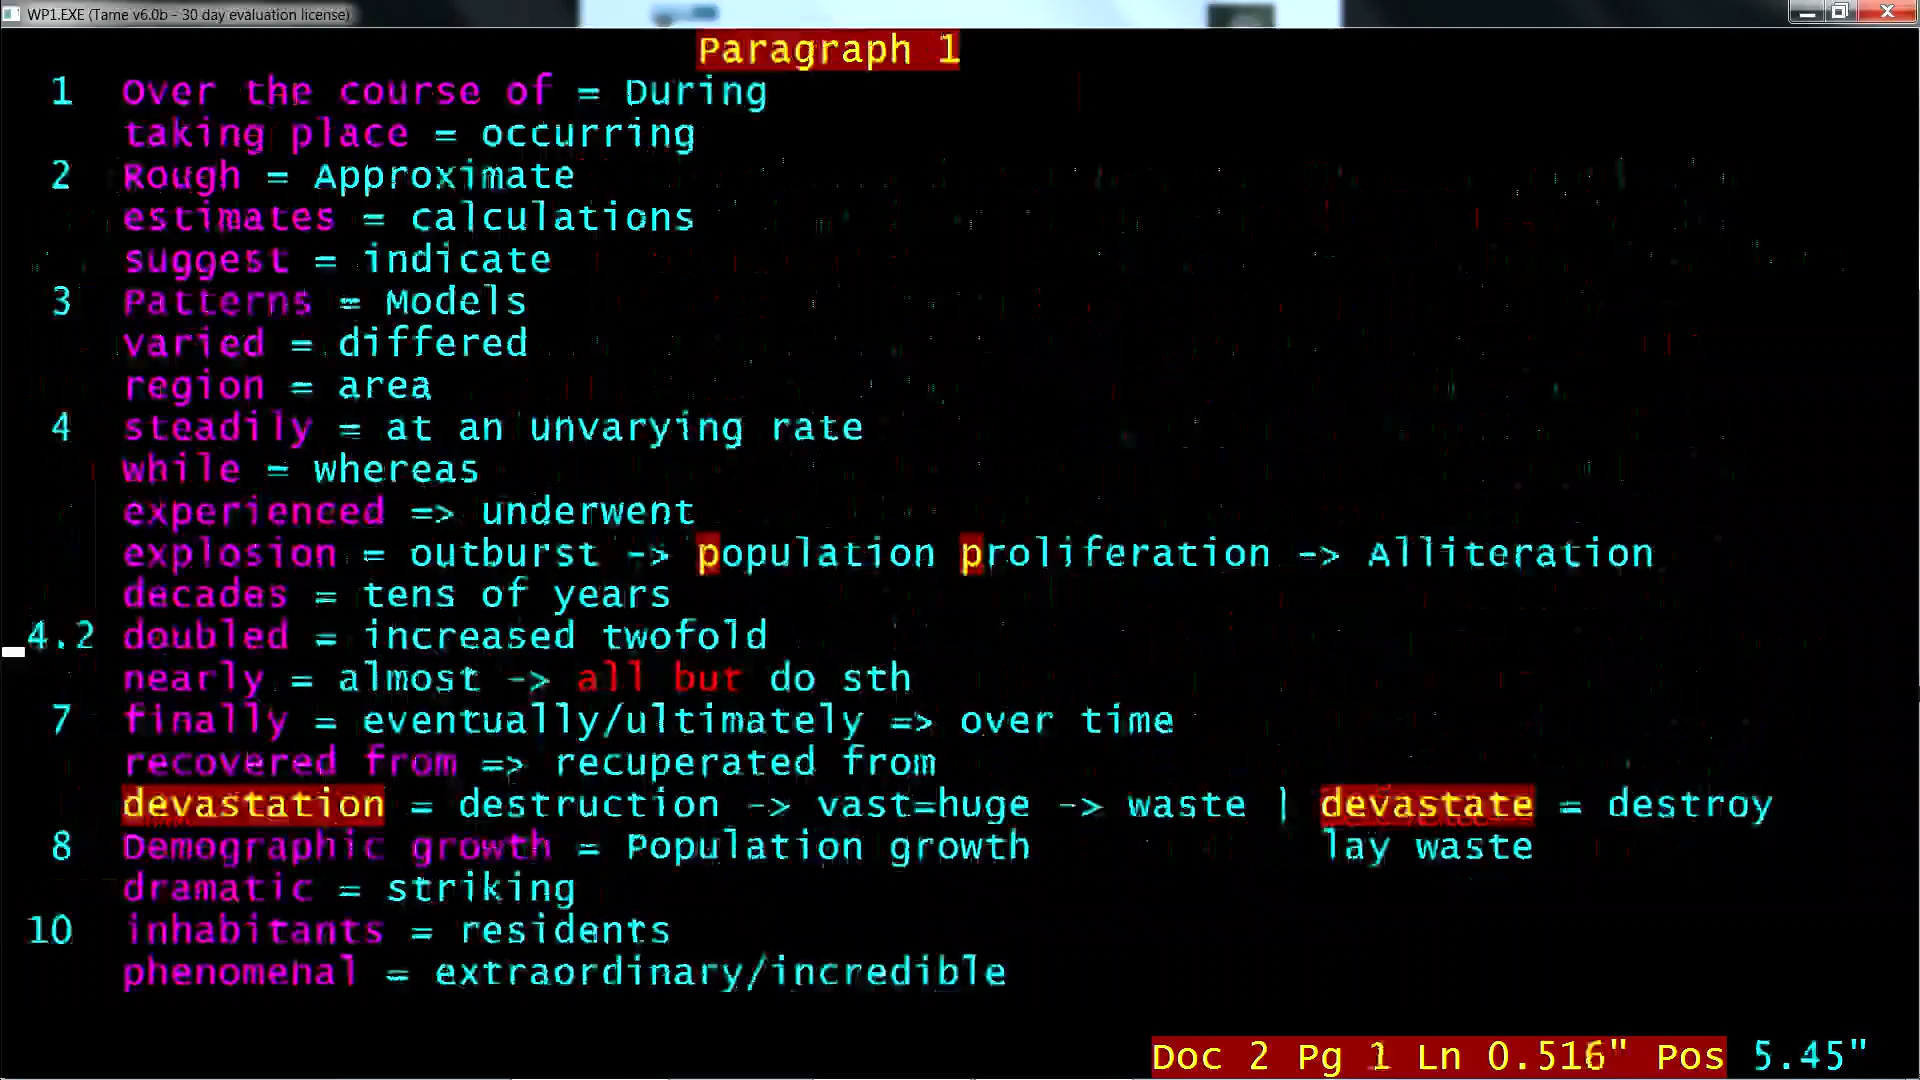 WP1.EXE (Tame v6.0b - 30 day evaluation license)
Paragraph 1
1 Over the course of = During
taking place = occurring
2 Rough = Approximate
estimates = calculations
suggest = indicate
3 Patterns = Models
varied = differed
region = area
4 steadily = at an unvarying rate
while = whereas
experienced => underwent
explosion = outburst -> population proliferation -> Alliteration
decades = tens of years
4.2 doubled = increased twofold
nearly = almost -> all but do sth
7 finally = eventually/ultimately => over time
recovered from => recuperated from
devastation = destruction -> vast=huge -> waste | devastate = destroy
8 Demographic growth = Population growth lay waste
dramatic = striking
10 inhabitants = residents
phenomenal = extraordinary/incredible
Doc 2 Pg 1 Ln 0.516" Pos 5.45"